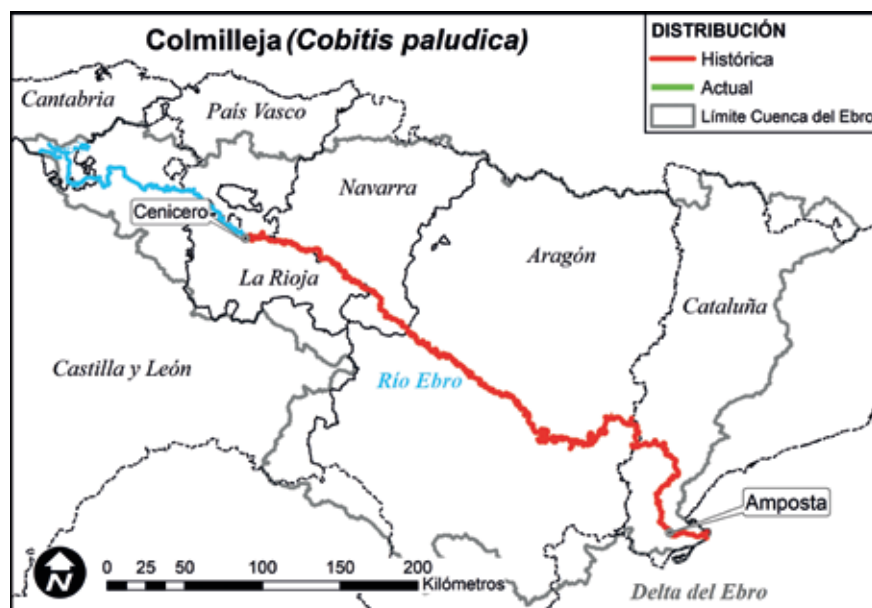 Colmilleja (Cobitis paludica)
DISTRIBUCIÓN
Histórica
Actual
Límite Cuenca del Ebro
Cantabria
País Vasco
Navarra
Cenicero
Aragón
La Rioja
Cataluña
Castilla y León
Río Ebro
Amposta
N
0 25 50 100 150 200
Kilómetros
Delta del Ebro